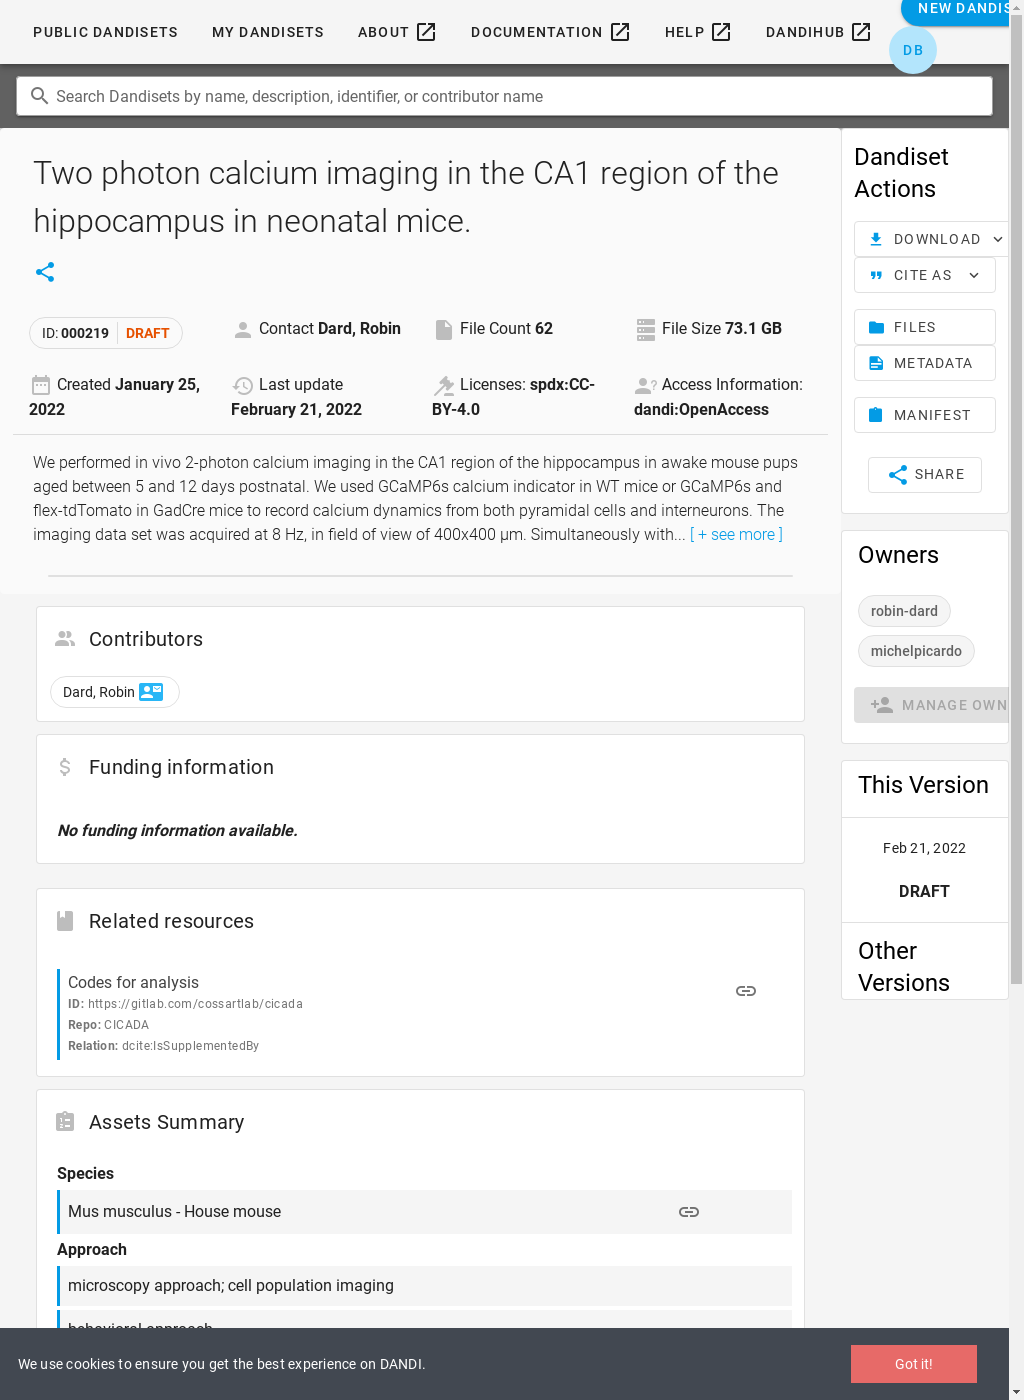 PUBLIC DANDISETS
MY DANDISETS
ABOUT
DOCUMENTATION
HELP
DANDIHUB
NEW DANDIS
DB
Search Dandisets by name, description, identifier, or contributor name
Two photon calcium imaging in the CA1 region of the
hippocampus in neonatal mice.
ID: 000219 DRAFT
Contact Dard, Robin
File Count 62
File Size 73.1 GB
Created January 25,
2022
Last update
February 21, 2022
Licenses: spdx:CC-
BY-4.0
Access Information:
dandi:OpenAccess
We performed in vivo 2-photon calcium imaging in the CA1 region of the hippocampus in awake mouse pups
aged between 5 and 12 days postnatal. We used GCaMP6s calcium indicator in WT mice or GCaMP6s and
flex-tdTomato in GadCre mice to record calcium dynamics from both pyramidal cells and interneurons. The
imaging data set was acquired at 8 Hz, in field of view of 400x400 µm. Simultaneously with... [ + see more ]
Contributors
Dard, Robin
Funding information
No funding information available.
Related resources
Codes for analysis
ID: https://gitlab.com/cossartlab/cicada
Repo: CICADA
Relation: dcite:IsSupplementedBy
Assets Summary
Species
Mus musculus - House mouse
Approach
microscopy approach; cell population imaging
behavioral approach
Dandiset
Actions
DOWNLOAD
CITE AS
FILES
METADATA
MANIFEST
SHARE
Owners
robin-dard
michelpicardo
MANAGE OWN
This Version
Feb 21, 2022
DRAFT
Other
Versions
We use cookies to ensure you get the best experience on DANDI.
Got it!